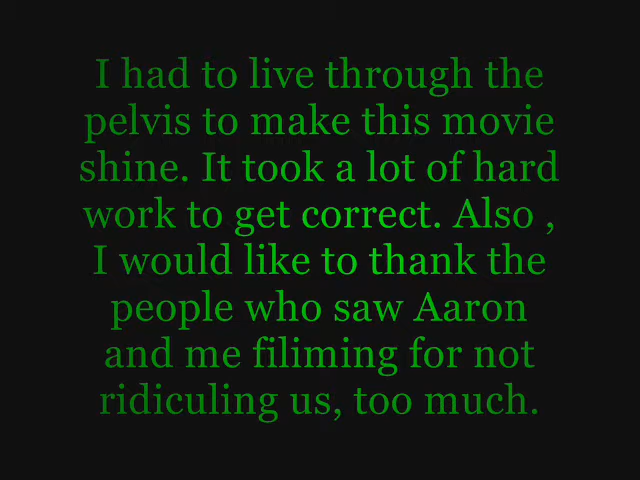 I had to live through the
pelvis to make this movie
shine. It took a lot of hard
work to get correct. Also ,
I would like to thank the
people who saw Aaron
and me filiming for not
ridiculing us, too much.